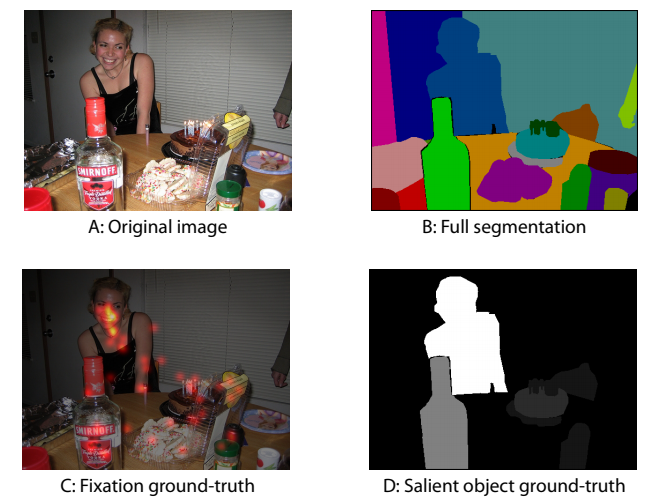 SMIRNOFF
A: Original image
B: Full segmentation
SMIRNOFF
C: Fixation ground-truth
D: Salient object ground-truth